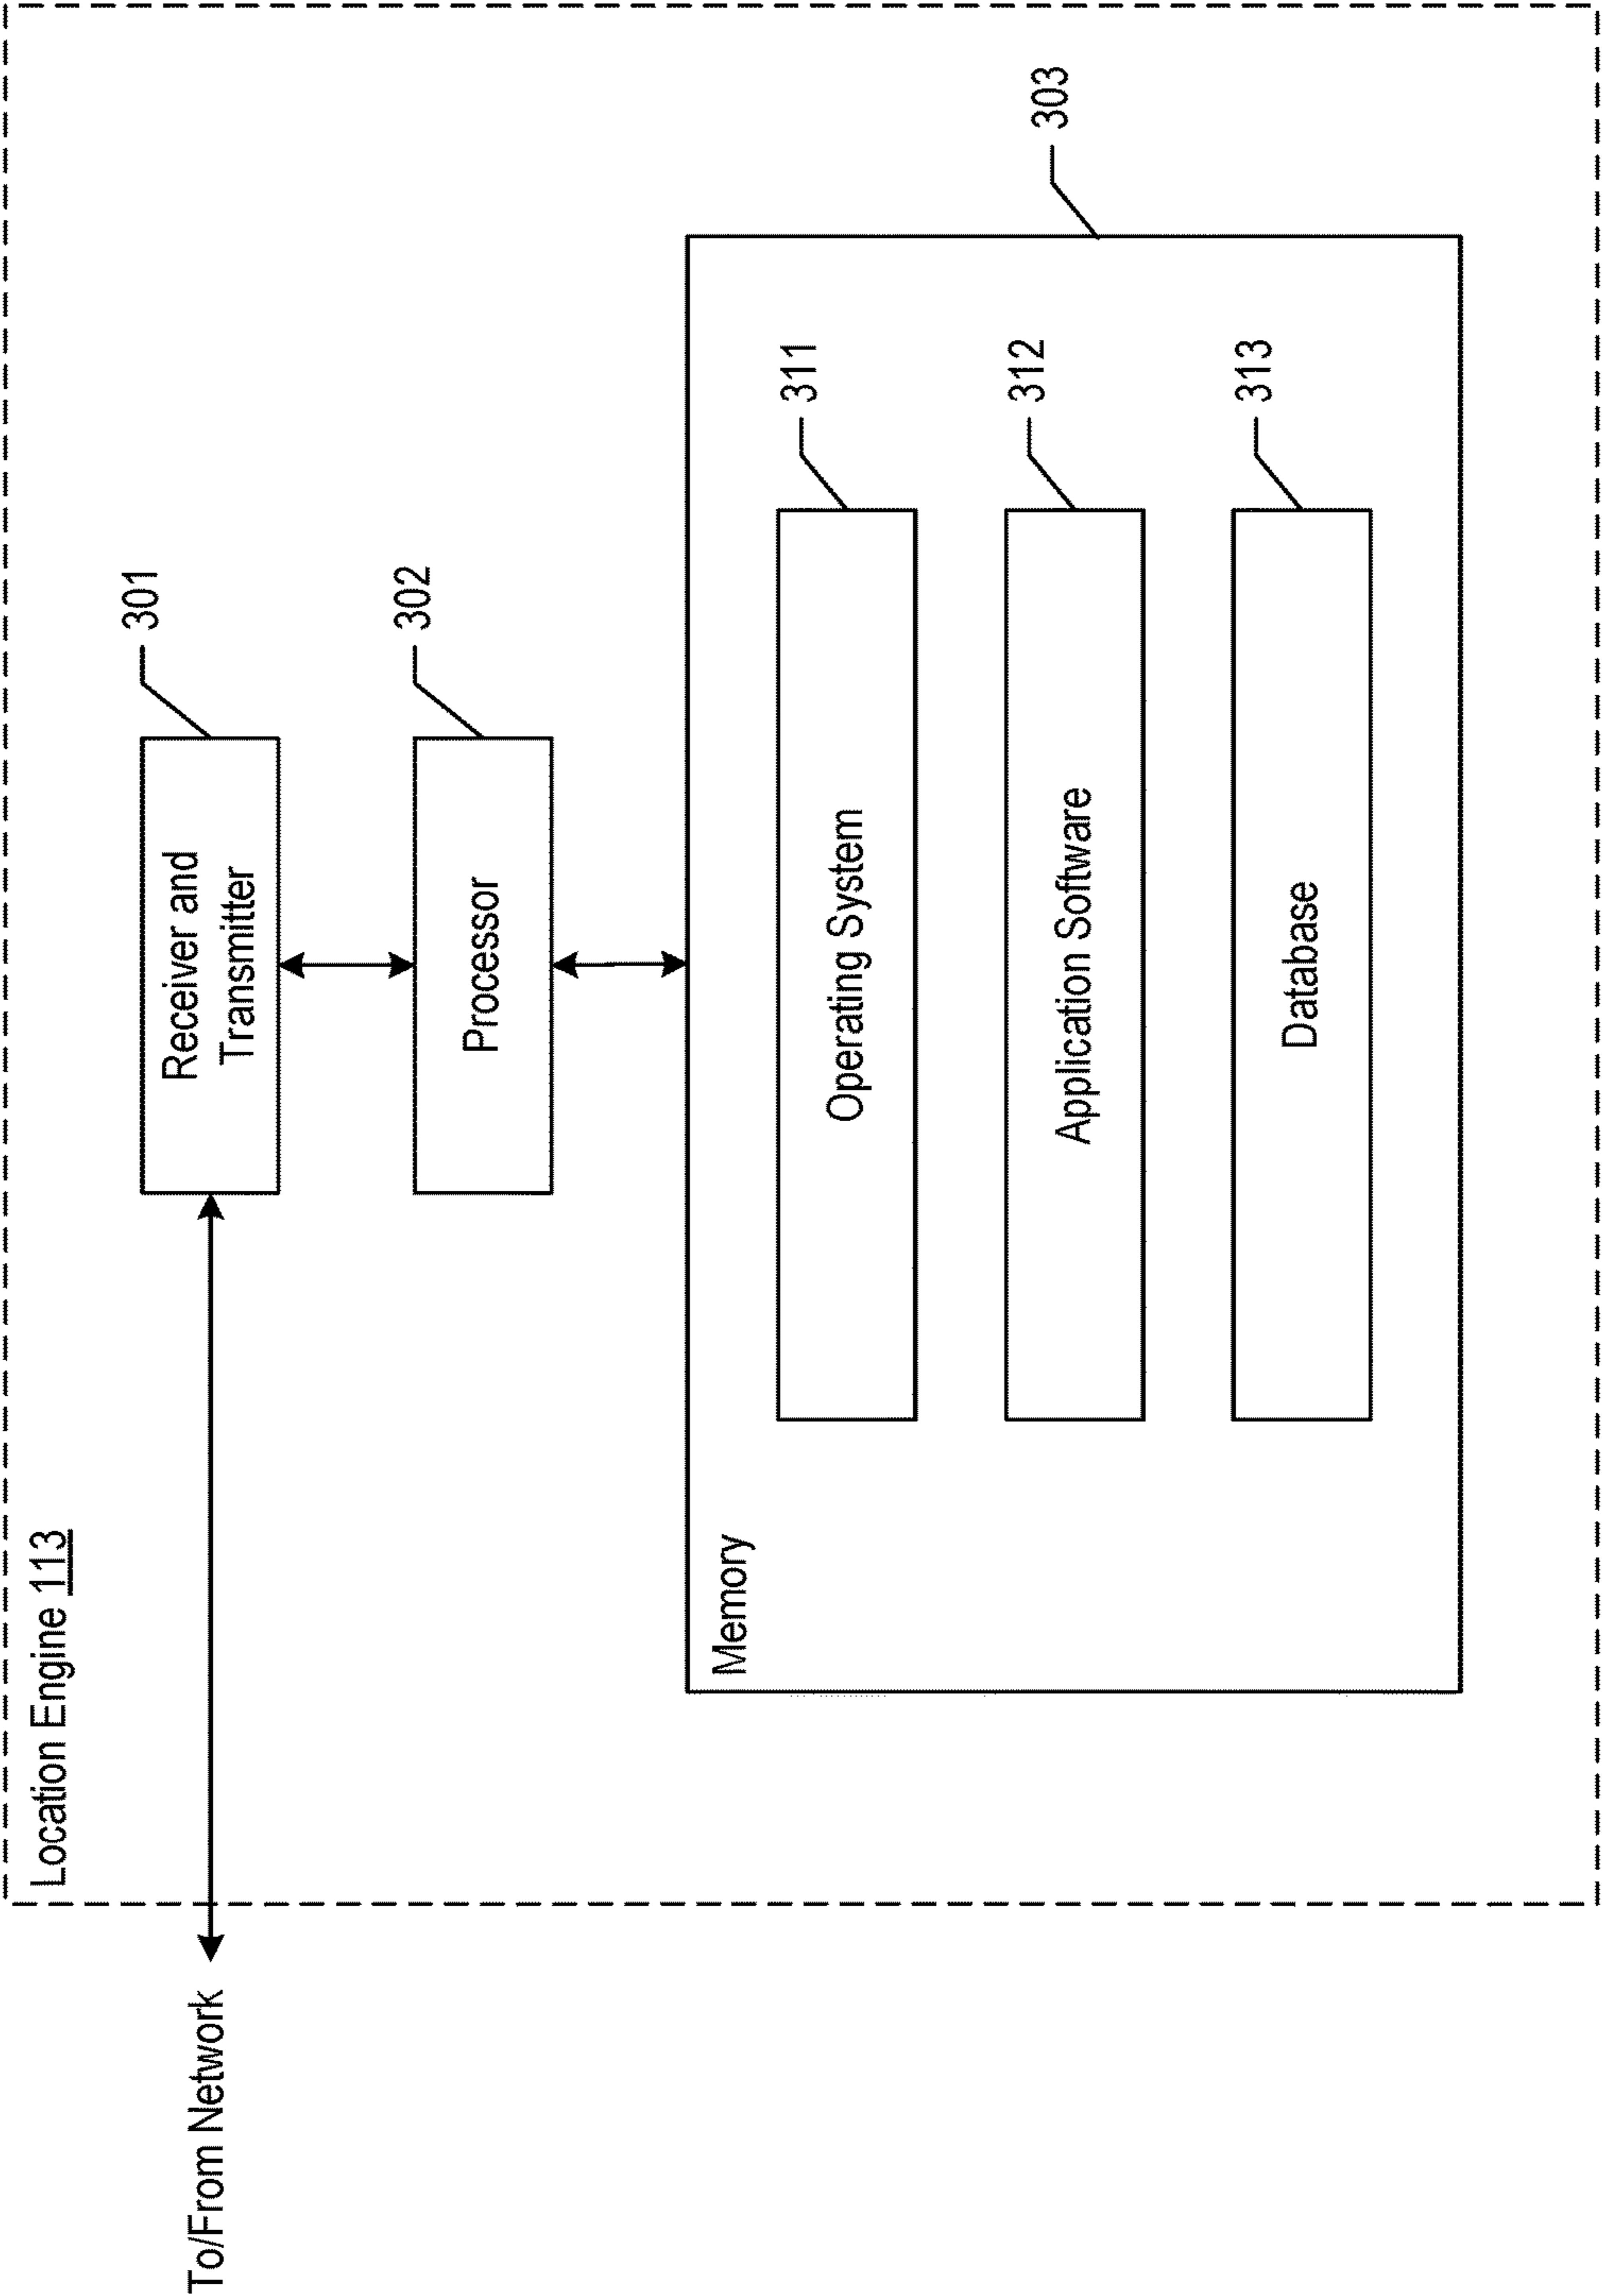 Location Engine 113
To/From Network
Receiver and
Transmitter
301
Processor
302
Memory
303
Operating System
311
Application Software
312
Database
313